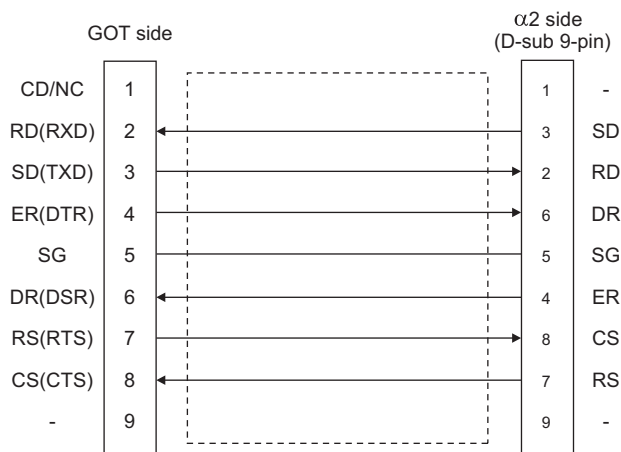 GOT side
α2 side
(D-sub 9-pin)
CD/NC 1 1 -
RD(RXD) 2 3 SD
SD(TXD) 3 2 RD
ER(DTR) 4 6 DR
SG 5 5 SG
DR(DSR) 6 4 ER
RS(RTS) 7 8 CS
CS(CTS) 8 7 RS
- 9 9 -